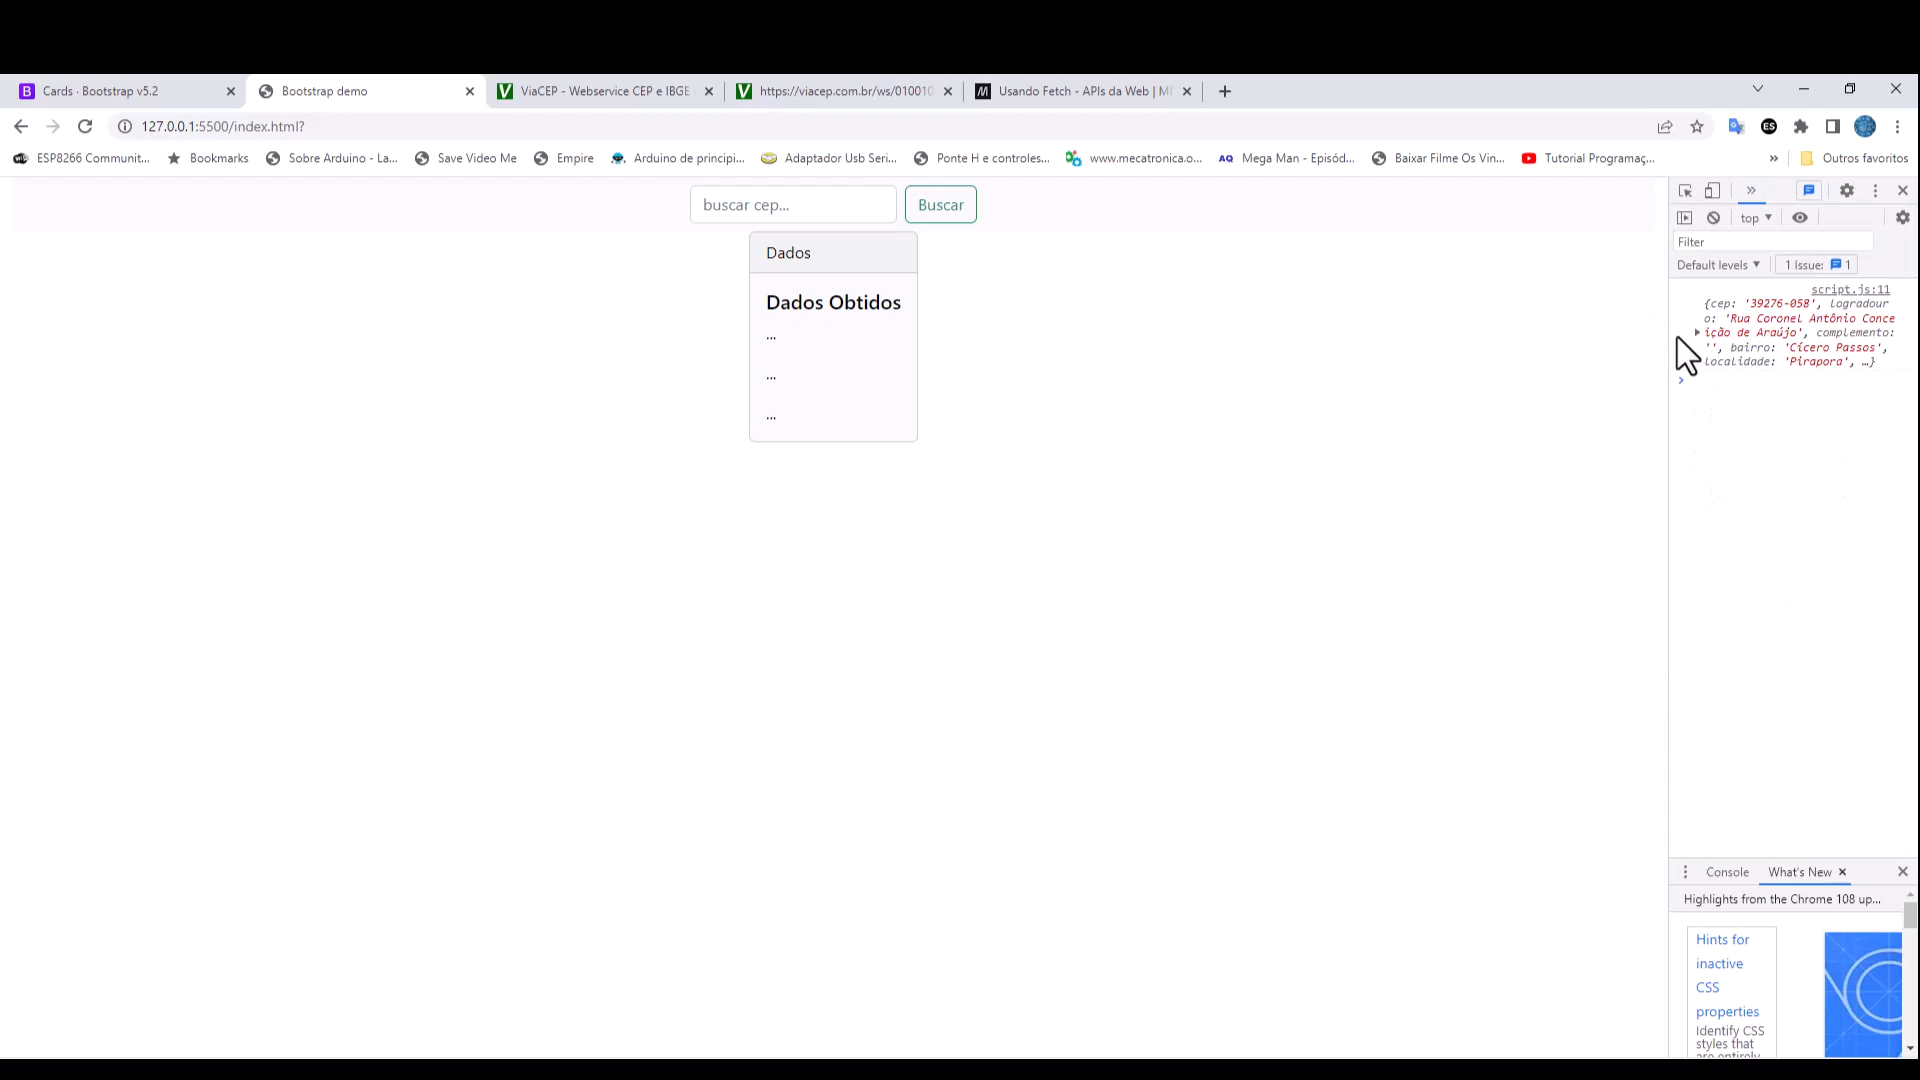 Cards · Bootstrap v5.2
Bootstrap demo
ViaCEP - Webservice CEP e IBGE
https://viacep.com.br/ws/010010
Usando Fetch - APIs da Web | M
127.0.0.1:5500/index.html?
ESP8266 Communit...
Bookmarks
Sobre Arduino - La...
Save Video Me
Empire
Arduino de principi...
Adaptador Usb Seri...
Ponte H e controles...
www.mecatronica.o...
AQ
Mega Man - Episód...
Baixar Filme Os Vin...
Tutorial Programaç...
»
Outros favoritos
buscar cep...
Buscar
Dados
Dados Obtidos
...
...
...
»
top
Filter
Default levels
1 Issue: 1
script.js:11
{cep: '39276-058', logradour
o: 'Rua Coronel Antônio Conce
ição de Araújo', complemento:
'', bairro: 'Cícero Passos',
localidade: 'Pirapora', …}
Console
What's New
Highlights from the Chrome 108 up...
Hints for
inactive
CSS
properties
Identify CSS
styles that
are entirely